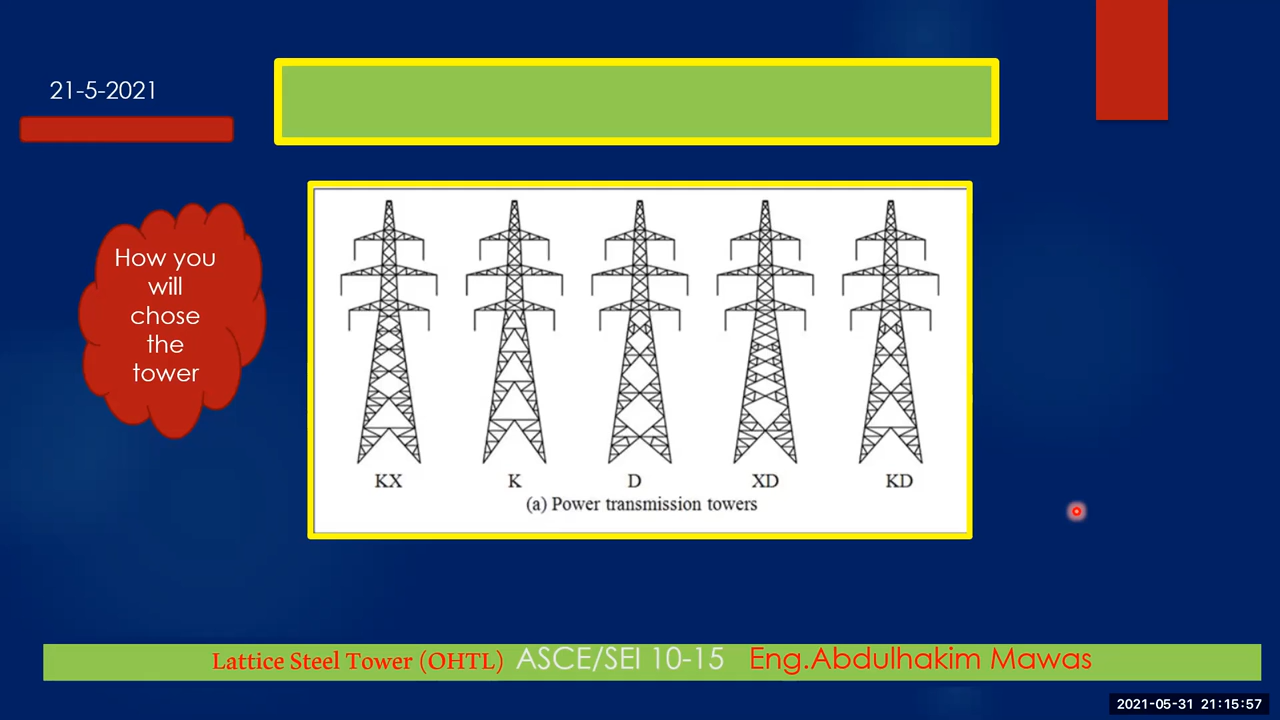 21-5-2021
How you
will
chose
the
tower
KX K D XD KD
(a) Power transmission towers
Lattice Steel Tower (OHTL) ASCE/SEI 10-15 Eng.Abdulhakim Mawas
2021-05-31 21:15:57